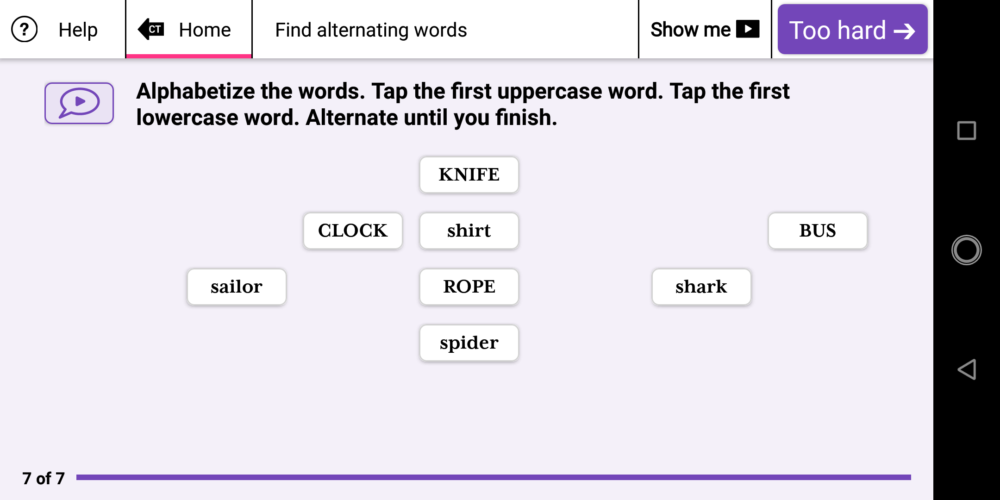 ? Help
CT Home
Find alternating words
Show me
Too hard
Alphabetize the words. Tap the first uppercase word. Tap the first
lowercase word. Alternate until you finish.
KNIFE
CLOCK shirt BUS
sailor ROPE shark
spider
7 of 7